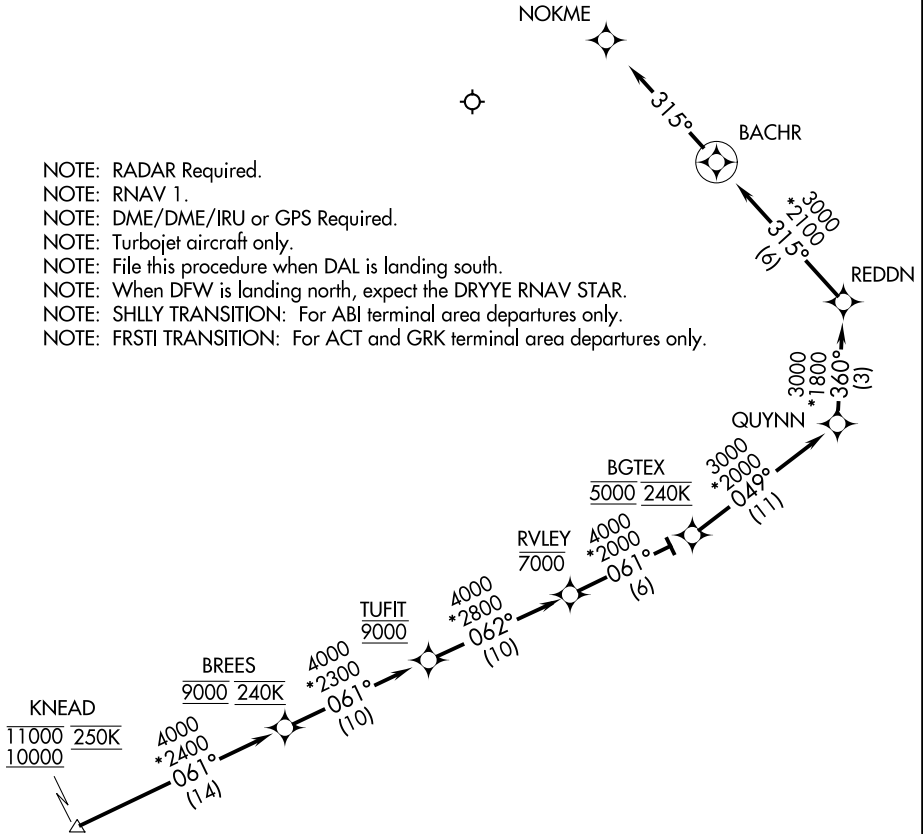 NOKME
315°
BACHR
NOTE: RADAR Required.
NOTE: RNAV 1.
NOTE: DME/DME/IRU or GPS Required.
NOTE: Turbojet aircraft only.
NOTE: File this procedure when DAL is landing south.
NOTE: When DFW is landing north, expect the DRYYE RNAV STAR.
NOTE: SHLLY TRANSITION: For ABI terminal area departures only.
NOTE: FRSTI TRANSITION: For ACT and GRK terminal area departures only.
3000
*2100
315°
(6)
REDDN
3000
*1800
360°
(3)
QUYNN
3000
*2000
049°
(11)
BGTEX
5000 240K
4000
*2000
061°
(6)
RVLEY
7000
4000
*2800
062°
(10)
TUFIT
9000
4000
*2300
061°
(10)
BREES
9000 240K
4000
*2400
061°
(14)
KNEAD
11000 250K
10000